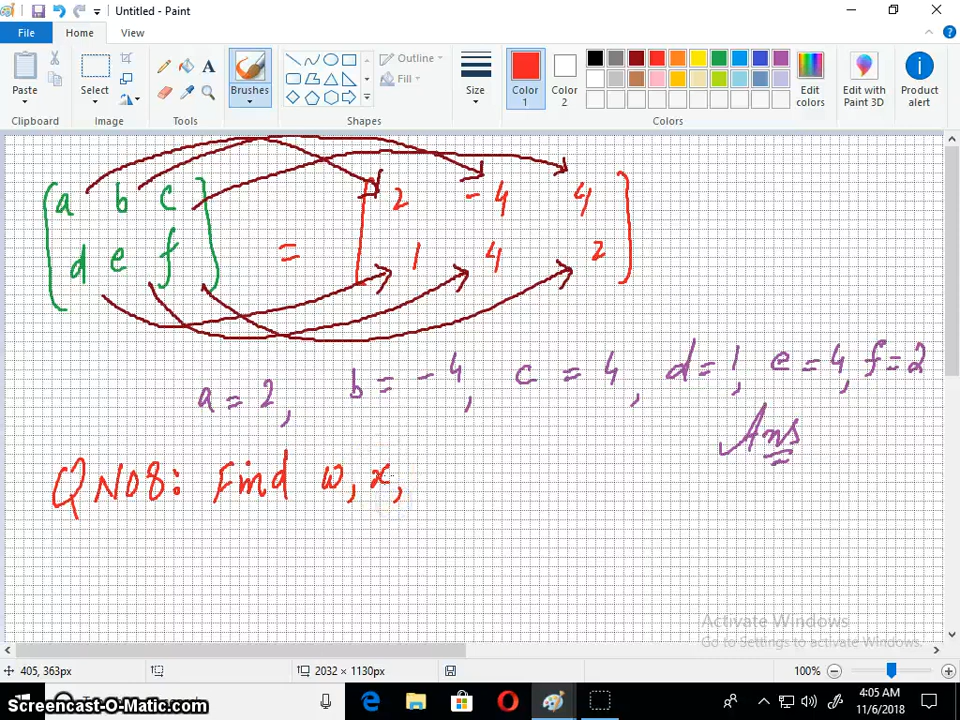 Untitled - Paint
File Home View
Paste Select Brushes Outline Fill Size Color 1 Color 2 Edit colors Edit with Paint 3D Product alert
Clipboard Image Tools Shapes Colors
a b c 2 - 4 4
d e f = 1 4 2
a = 2, b = - 4, c = 4, d = 1, e = 4, f = 2
Ans
Q N08: Find w, x,
Activate Windows
Go to Settings to activate Windows.
405, 363px 2032 × 1130px 100%
4:05 AM
11/6/2018
Screencast-O-Matic.com